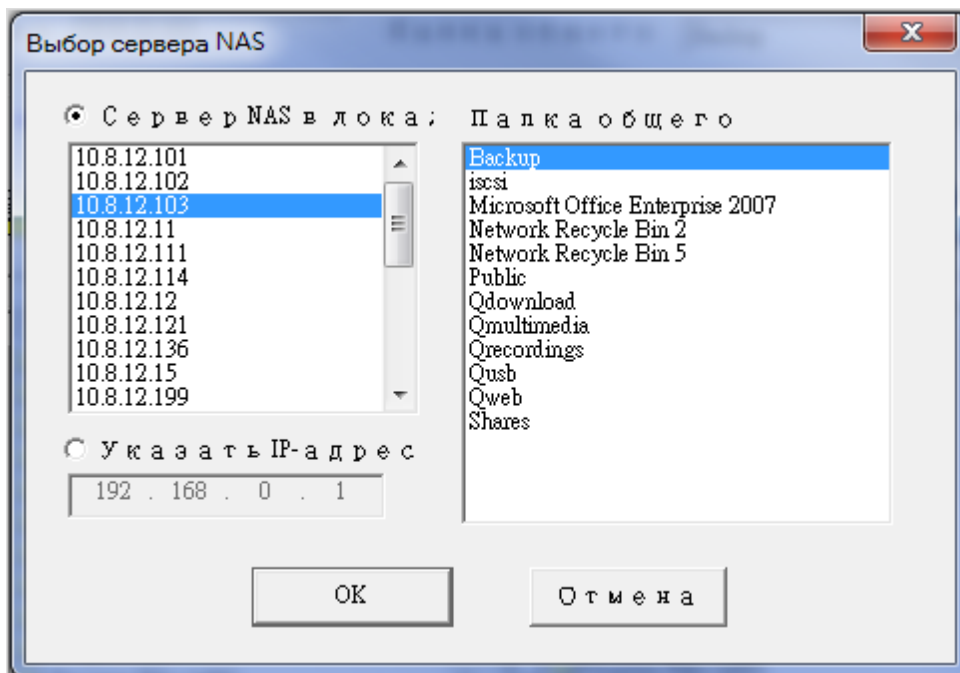 Выбор сервера NAS
Сервер NAS в лока
10.8.12.101
10.8.12.102
10.8.12.103
10.8.12.11
10.8.12.111
10.8.12.114
10.8.12.12
10.8.12.121
10.8.12.136
10.8.12.15
10.8.12.199
Указать IP-адрес
192 . 168 . 0 . 1
Папка общего
Backup
iscsi
Microsoft Office Enterprise 2007
Network Recycle Bin 2
Network Recycle Bin 5
Public
Qdownload
Qmultimedia
Qrecordings
Qusb
Qweb
Shares
OK
Отмена